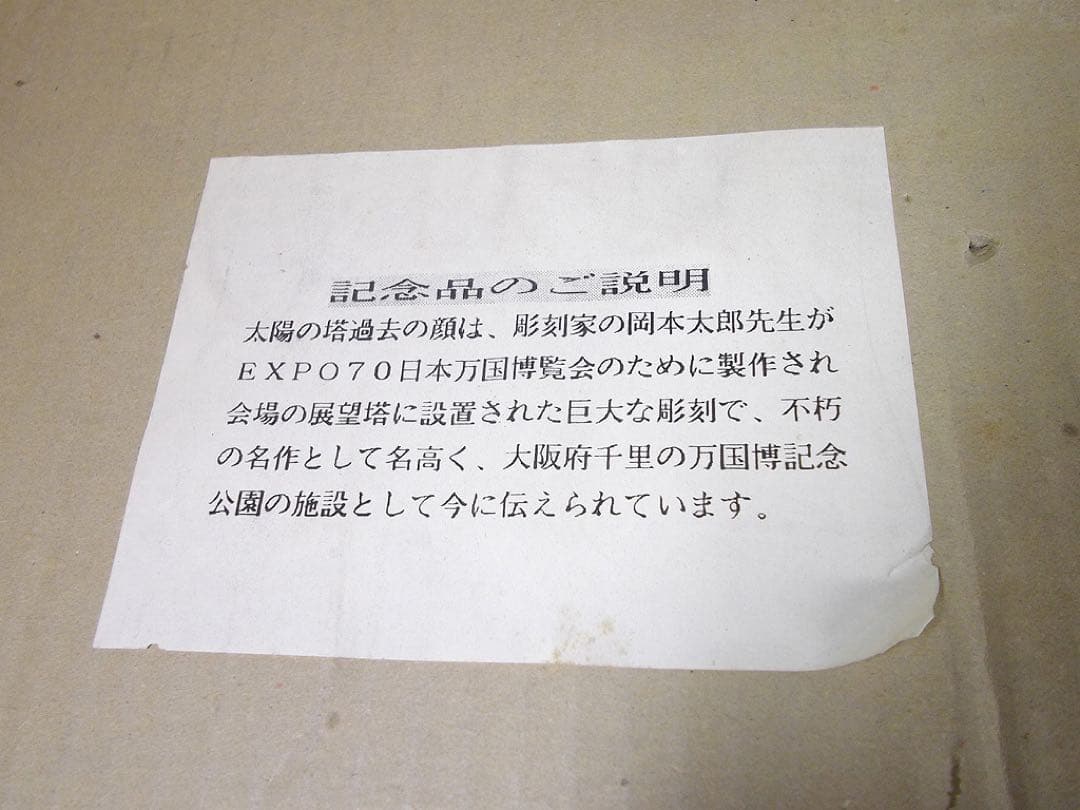 記念品のご説明
太陽の塔過去の顔は、彫刻家の岡本太郎先生が
ＥＸＰＯ７０日本万国博覧会のために製作され
会場の展望塔に設置された巨大な彫刻で、不朽
の名作として名高く、大阪府千里の万国博記念
公園の施設として今に伝えられています。